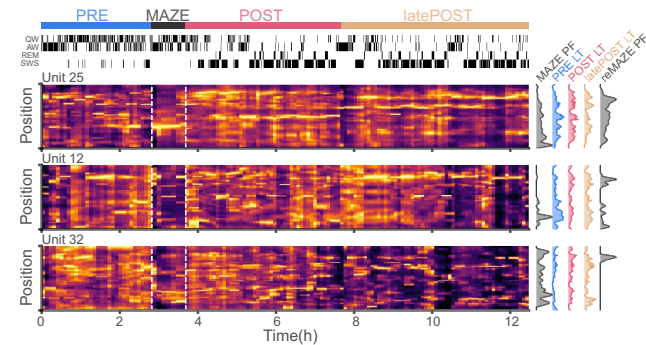 PRE MAZE POST latePOST
QW
AW
REM
SWS
MAZE PF
PRE LT
POST LT
latePOST LT
reMAZE PF
Unit 25
Position
Unit 12
Position
Unit 32
Position
0 2 4 6 8 10 12
Time(h)